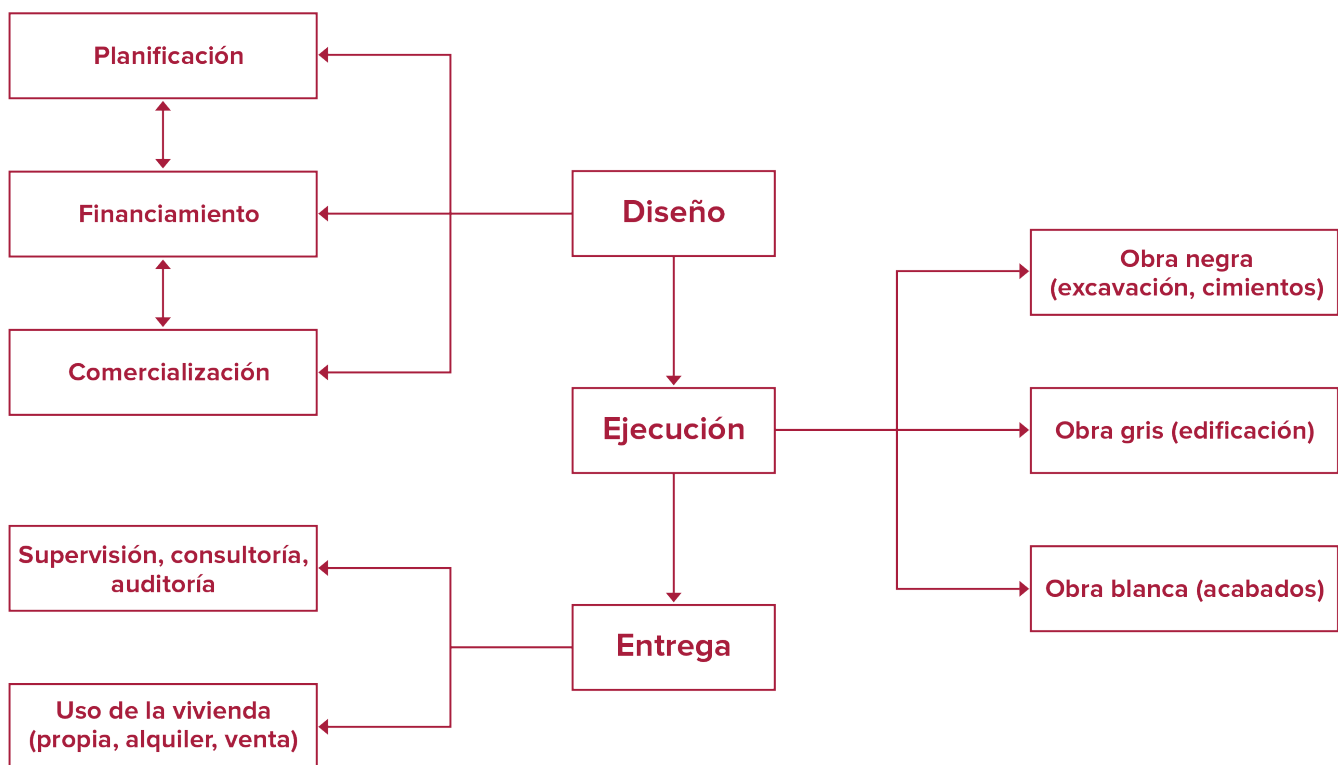 Planificación
Financiamiento
Comercialización
Diseño
Ejecución
Entrega
Obra negra
(excavación, cimientos)
Obra gris (edificación)
Obra blanca (acabados)
Supervisión, consultoría,
auditoría
Uso de la vivienda
(propia, alquiler, venta)